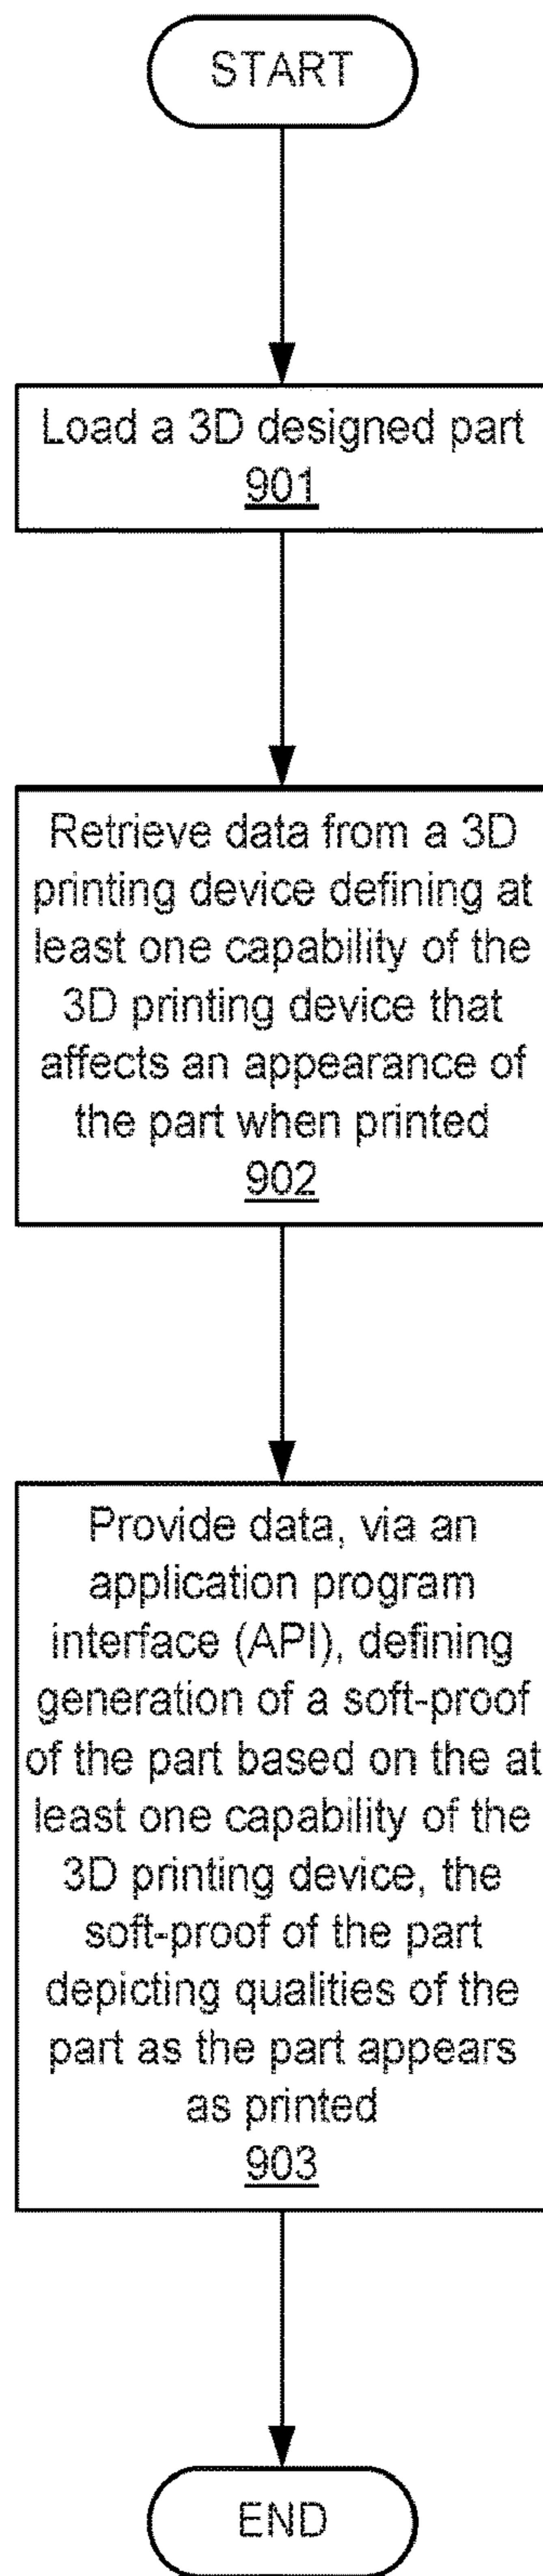 START
Load a 3D designed part
901
Retrieve data from a 3D
printing device defining at
least one capability of the
3D printing device that
affects an appearance of
the part when printed
902
Provide data, via an
application program
interface (API), defining
generation of a soft-proof
of the part based on the at
least one capability of the
3D printing device, the
soft-proof of the part
depicting qualities of the
part as the part appears
as printed
903
END